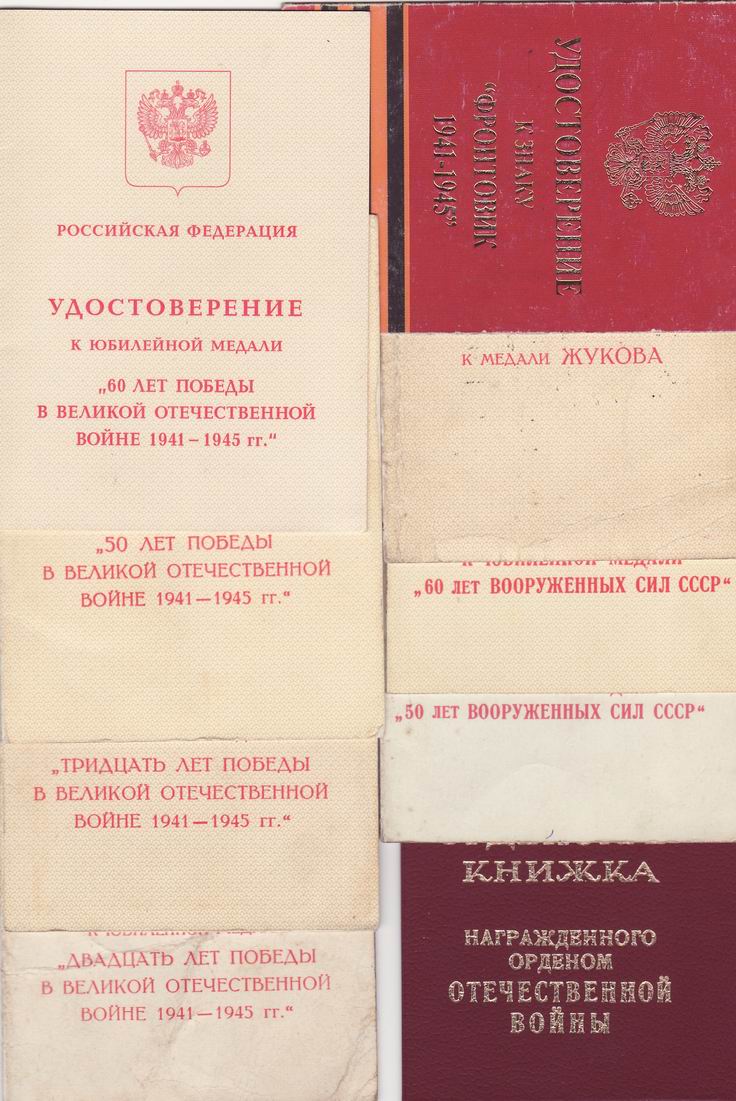 РОССИЙСКАЯ ФЕДЕРАЦИЯ
УДОСТОВЕРЕНИЕ
К ЮБИЛЕЙНОЙ МЕДАЛИ
„60 ЛЕТ ПОБЕДЫ
В ВЕЛИКОЙ ОТЕЧЕСТВЕННОЙ
ВОЙНЕ 1941 – 1945 гг.“
„50 ЛЕТ ПОБЕДЫ
В ВЕЛИКОЙ ОТЕЧЕСТВЕННОЙ
ВОЙНЕ 1941 — 1945 гг.“
„ТРИДЦАТЬ ЛЕТ ПОБЕДЫ
В ВЕЛИКОЙ ОТЕЧЕСТВЕННОЙ
ВОЙНЕ 1941 — 1945 гг.“
К ЮБИЛЕЙНОЙ
„ДВАДЦАТЬ ЛЕТ ПОБЕДЫ
В ВЕЛИКОЙ ОТЕЧЕСТВЕННОЙ
ВОЙНЕ 1941 — 1945 гг.“
УДОСТОВЕРЕНИЕ
К ЗНАКУ
“ФРОНТОВИК
1941-1945”
К МЕДАЛИ ЖУКОВА
К ЮБИЛЕЙНОЙ МЕДАЛИ
„60 ЛЕТ ВООРУЖЕННЫХ СИЛ СССР“
„50 ЛЕТ ВООРУЖЕННЫХ СИЛ СССР“
КНИЖКА
НАГРАЖДЕННОГО
ОРДЕНОМ
ОТЕЧЕСТВЕННОЙ
ВОЙНЫ